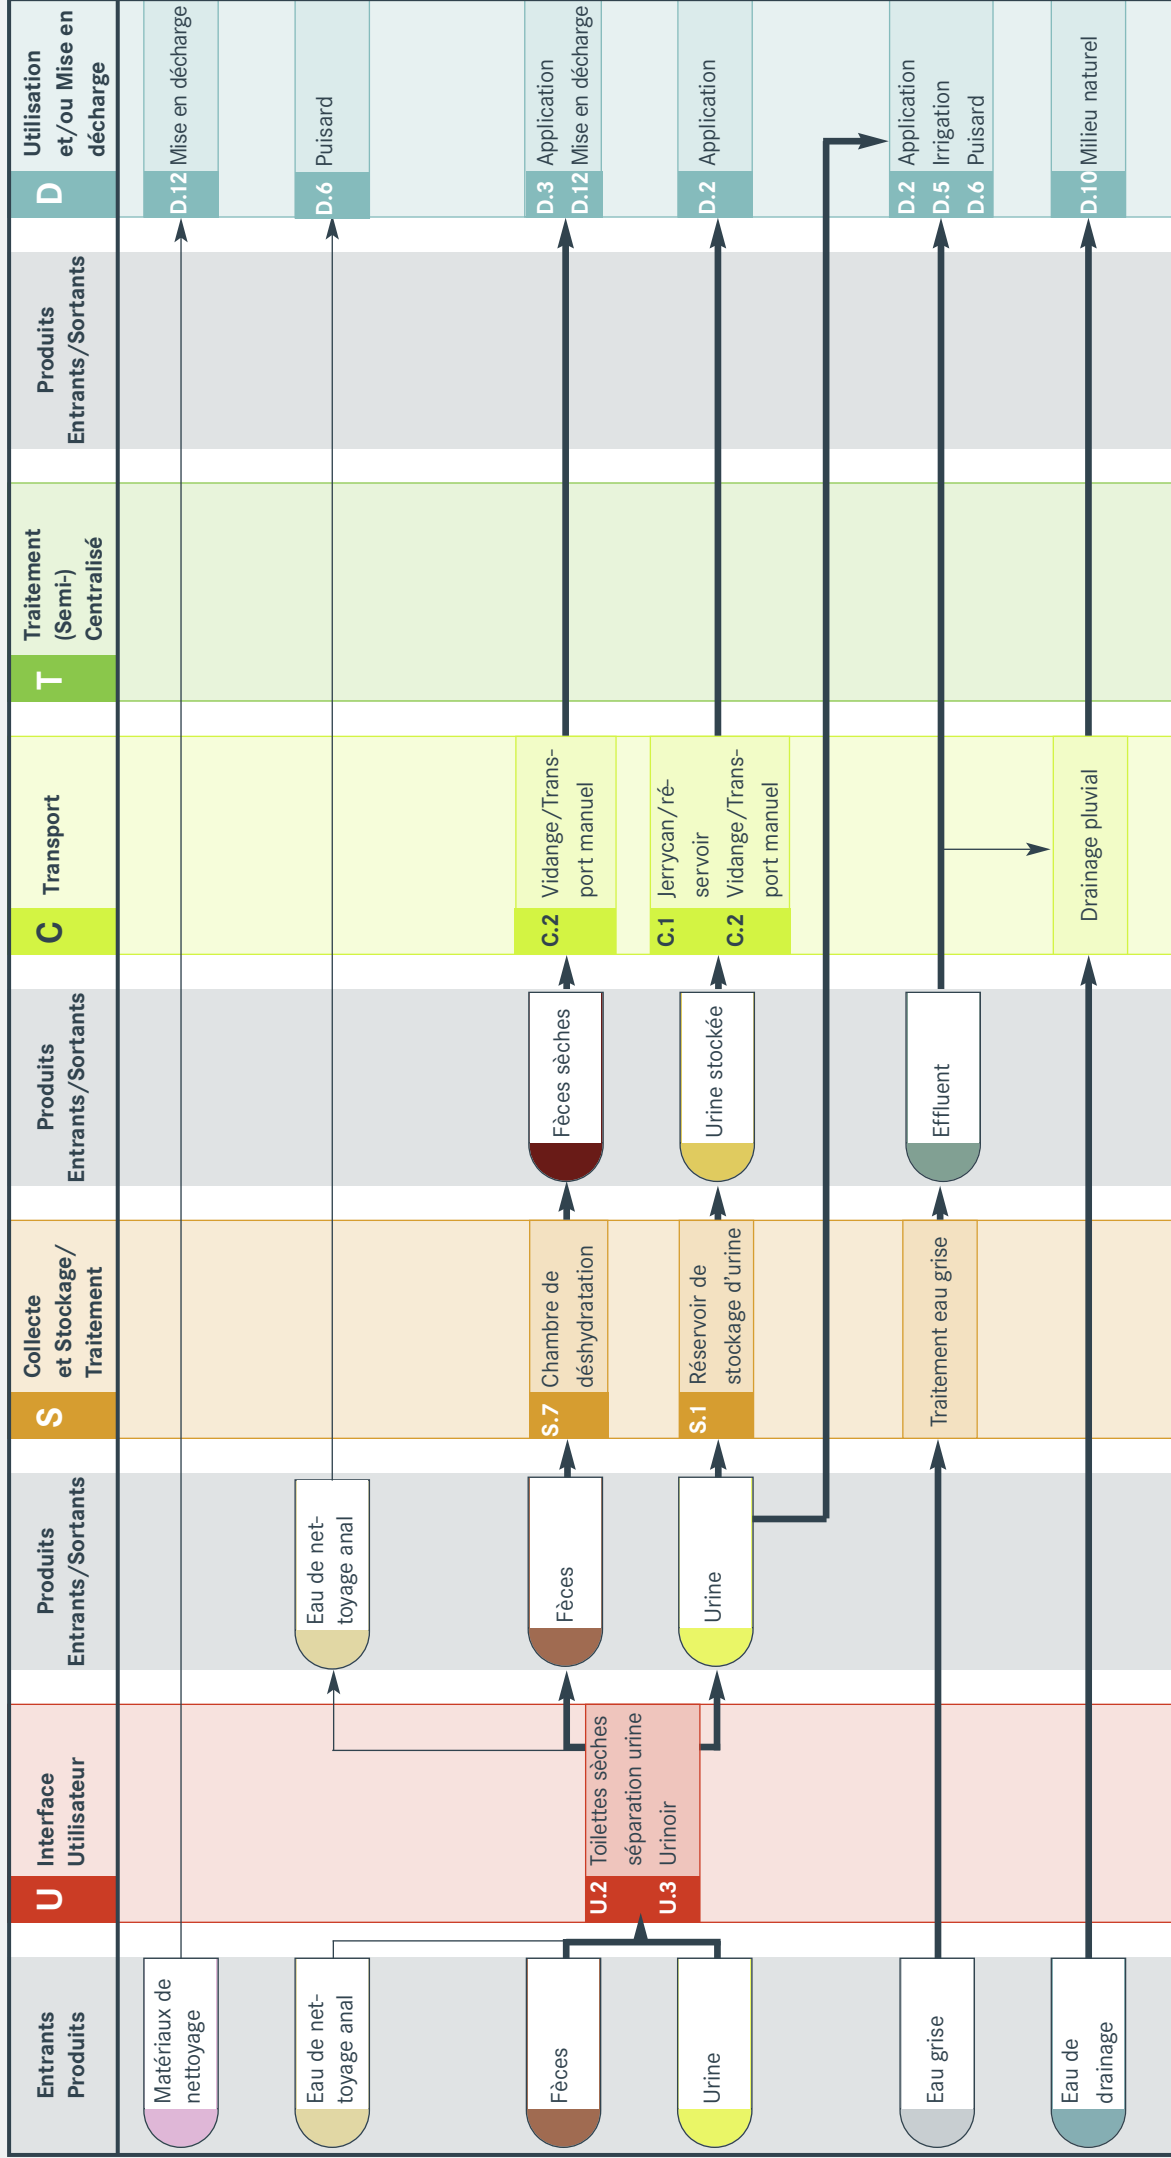 Entrants
Produits
U
Interface
Utilisateur
Produits
Entrants/Sortants
S
Collecte
et Stockage/
Traitement
Produits
Entrants/Sortants
C
Transport
T
Traitement
(Semi-)
Centralisé
Produits
Entrants/Sortants
D
Utilisation
et/ou Mise en
décharge
Matériaux de
nettoyage
D.12 Mise en décharge
Eau de net-
toyage anal
Eau de net-
toyage anal
D.6 Puisard
Fèces
Urine
U.2 Toilettes sèches
séparation urine
U.3 Urinoir
Fèces
S.7 Chambre de
déshydratation
Fèces sèches
C.2 Vidange/Trans-
port manuel
D.3 Application
D.12 Mise en décharge
Urine
S.1 Réservoir de
stockage d'urine
Urine stockée
C.1 Jerrycan/ré-
servoir
C.2 Vidange/Trans-
port manuel
D.2 Application
Eau grise
Traitement eau grise
Effluent
D.2 Application
D.5 Irrigation
D.6 Puisard
Eau de
drainage
Drainage pluvial
D.10 Milieu naturel